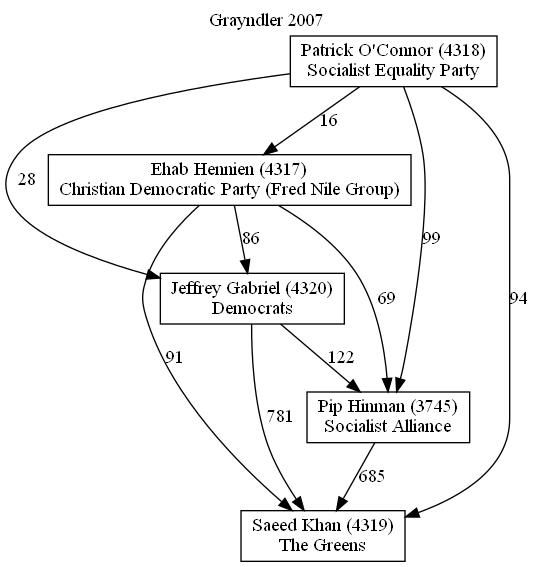 Grayndler 2007
Patrick O'Connor (4318)
Socialist Equality Party
16
28
Ehab Hennien (4317)
Christian Democratic Party (Fred Nile Group)
86
99
69
94
Jeffrey Gabriel (4320)
Democrats
91
122
781
Pip Hinman (3745)
Socialist Alliance
685
Saeed Khan (4319)
The Greens